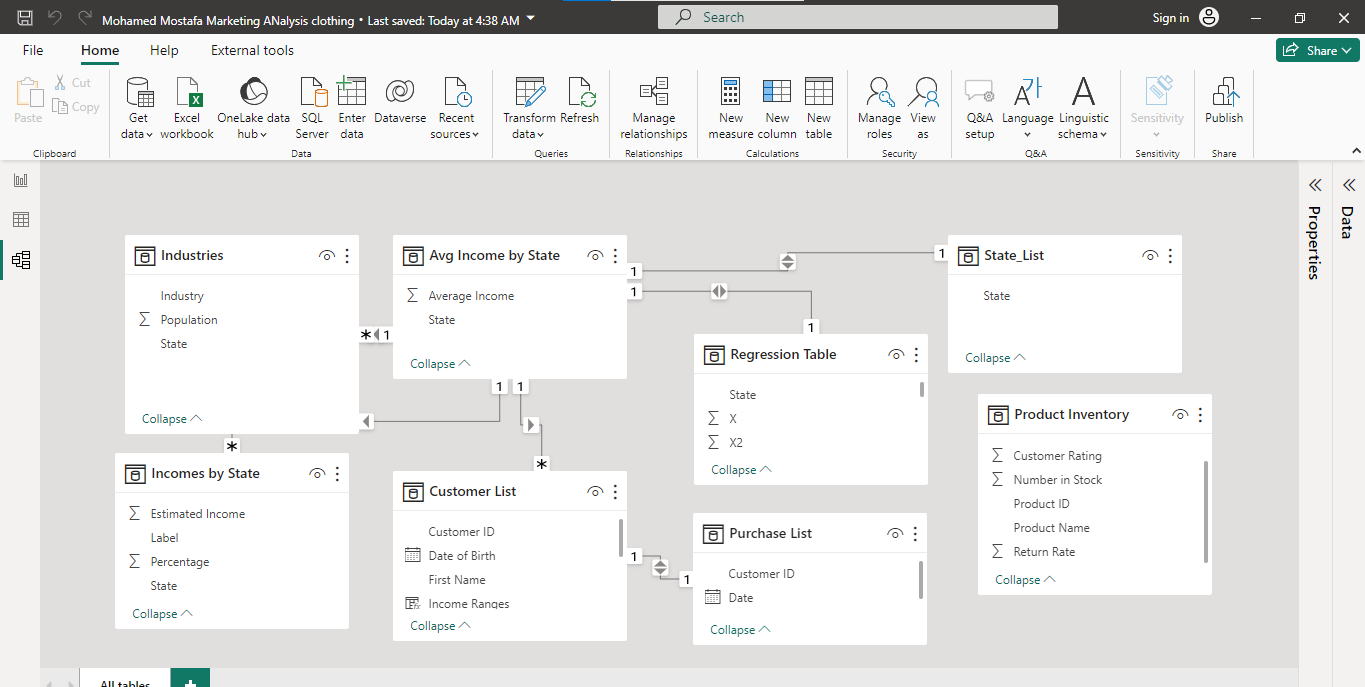 Mohamed Mostafa Marketing ANalysis clothing • Last saved: Today at 4:38 AM
Search
Sign in
File Home Help External tools
Share
Paste
Cut
Copy
Get data
Excel workbook
OneLake data hub
SQL Server
Enter data
Dataverse
Recent sources
Transform data
Refresh
Manage relationships
New measure
New column
New table
Manage roles
View as
Q&A setup
Language
Linguistic schema
Sensitivity
Publish
Clipboard
Data
Queries
Relationships
Calculations
Security
Q&A
Sensitivity
Share
Properties
Data
Industries
Industry
Population
State
Collapse
Avg Income by State
Average Income
State
Collapse
State_List
State
Collapse
1
1
1
1
* 1
1 1
*
*
1
1
Regression Table
State
X
X2
Collapse
Product Inventory
Customer Rating
Number in Stock
Product ID
Product Name
Return Rate
Collapse
Incomes by State
Estimated Income
Label
Percentage
State
Collapse
Customer List
Customer ID
Date of Birth
First Name
Income Ranges
Collapse
Purchase List
Customer ID
Date
Collapse
All tables